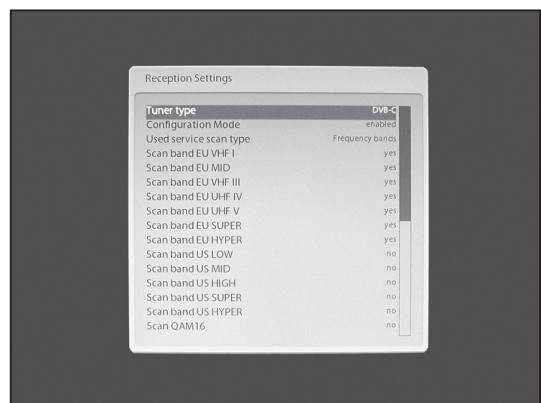 Reception Settings
Tuner type DVB-C
Configuration Mode enabled
Used service scan type Frequency bands
Scan band EU VHF I yes
Scan band EU MID yes
Scan band EU VHF III yes
Scan band EU UHF IV yes
Scan band EU UHF V yes
Scan band EU SUPER yes
Scan band EU HYPER yes
Scan band US LOW no
Scan band US MID no
Scan band US HIGH no
Scan band US SUPER no
Scan band US HYPER no
Scan QAM16 no